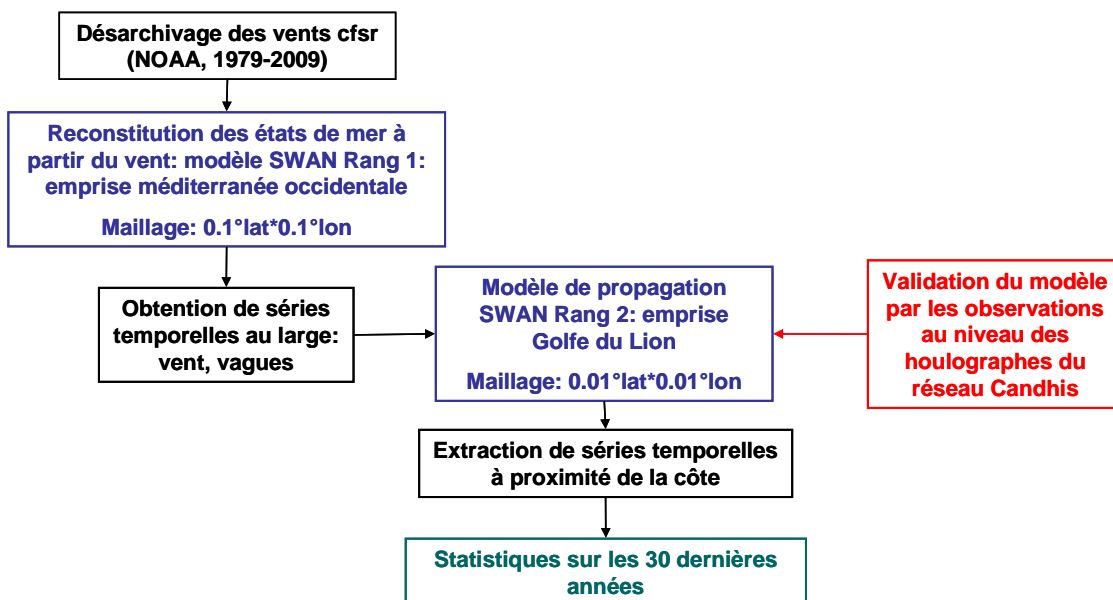 Désarchivage des vents cfsr
(NOAA, 1979-2009)
Reconstitution des états de mer à
partir du vent: modèle SWAN Rang 1:
emprise méditerranée occidentale
Maillage: 0.1°lat*0.1°lon
Obtention de séries
temporelles au large:
vent, vagues
Modèle de propagation
SWAN Rang 2: emprise
Golfe du Lion
Maillage: 0.01°lat*0.01°lon
Validation du modèle
par les observations
au niveau des
houlographes du
réseau Candhis
Extraction de séries temporelles
à proximité de la côte
Statistiques sur les 30 dernières
années